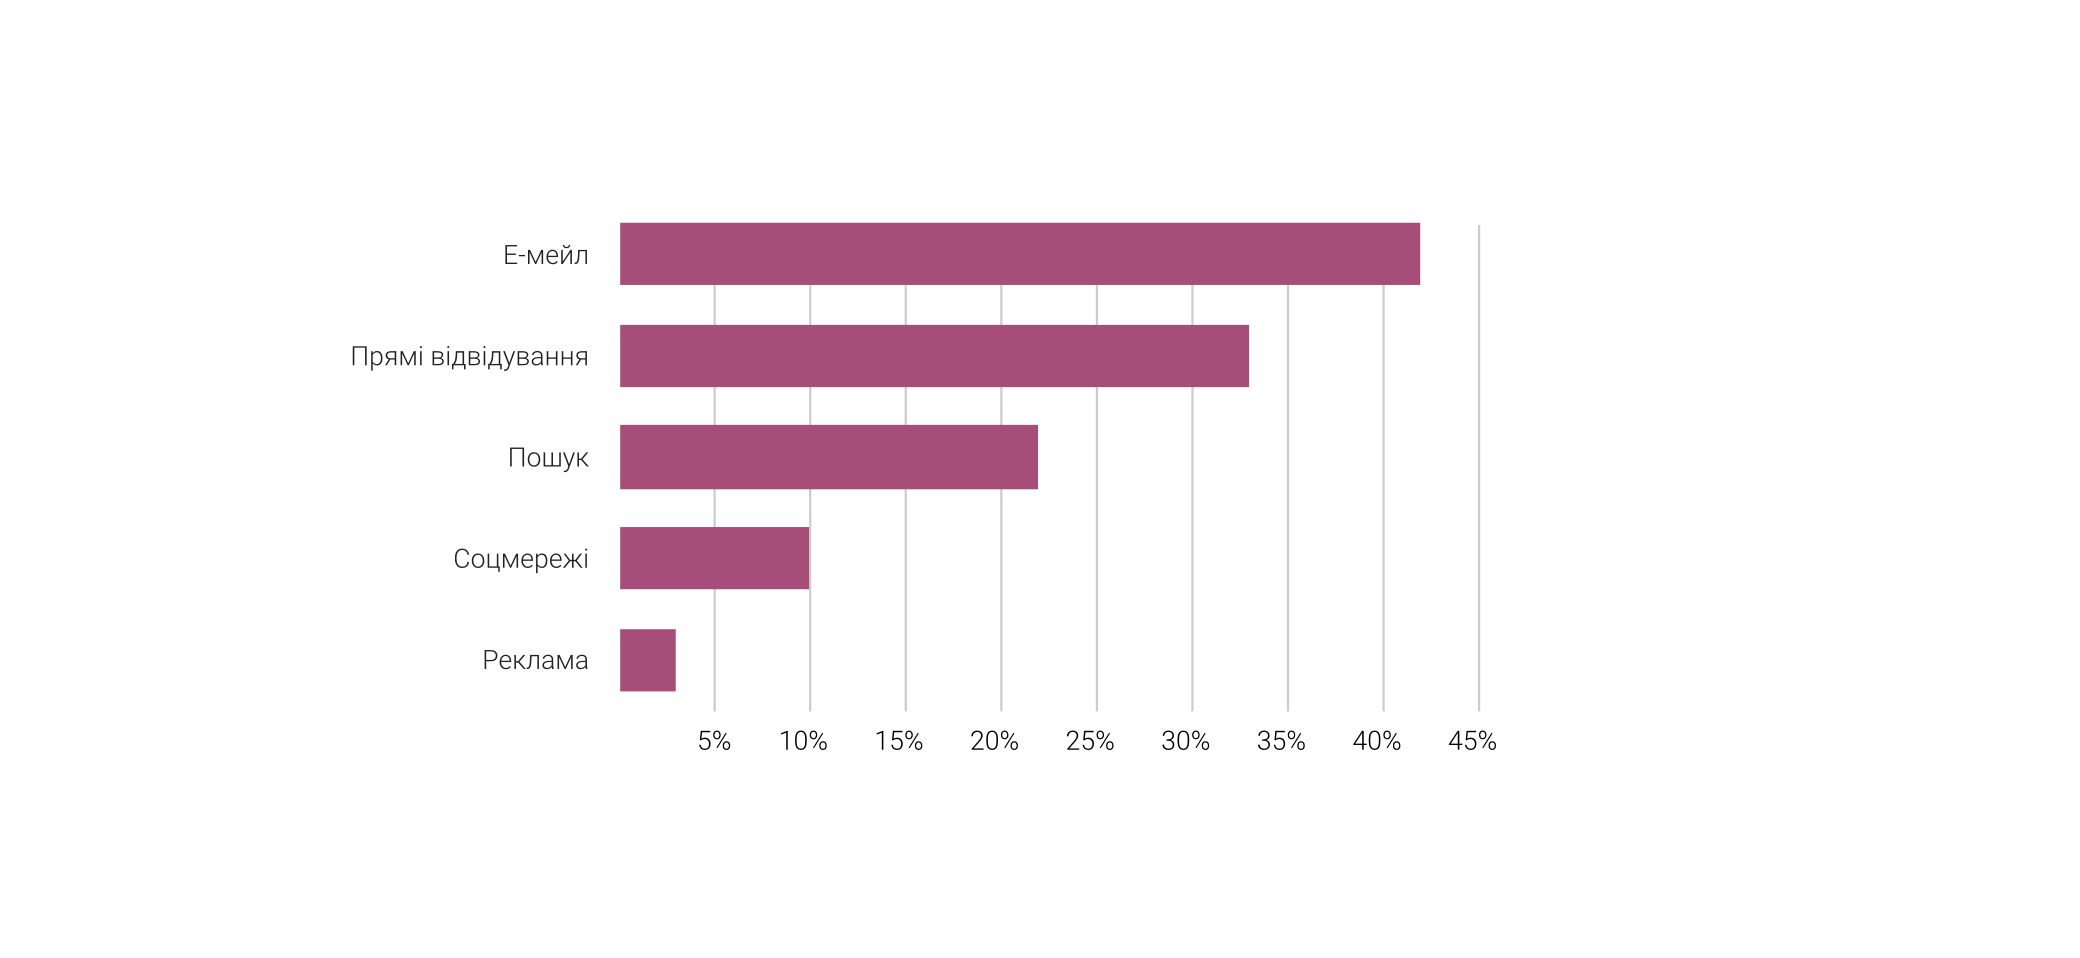 Е-мейл
Прямі відвідування
Пошук
Соцмережі
Реклама
5% 10% 15% 20% 25% 30% 35% 40% 45%